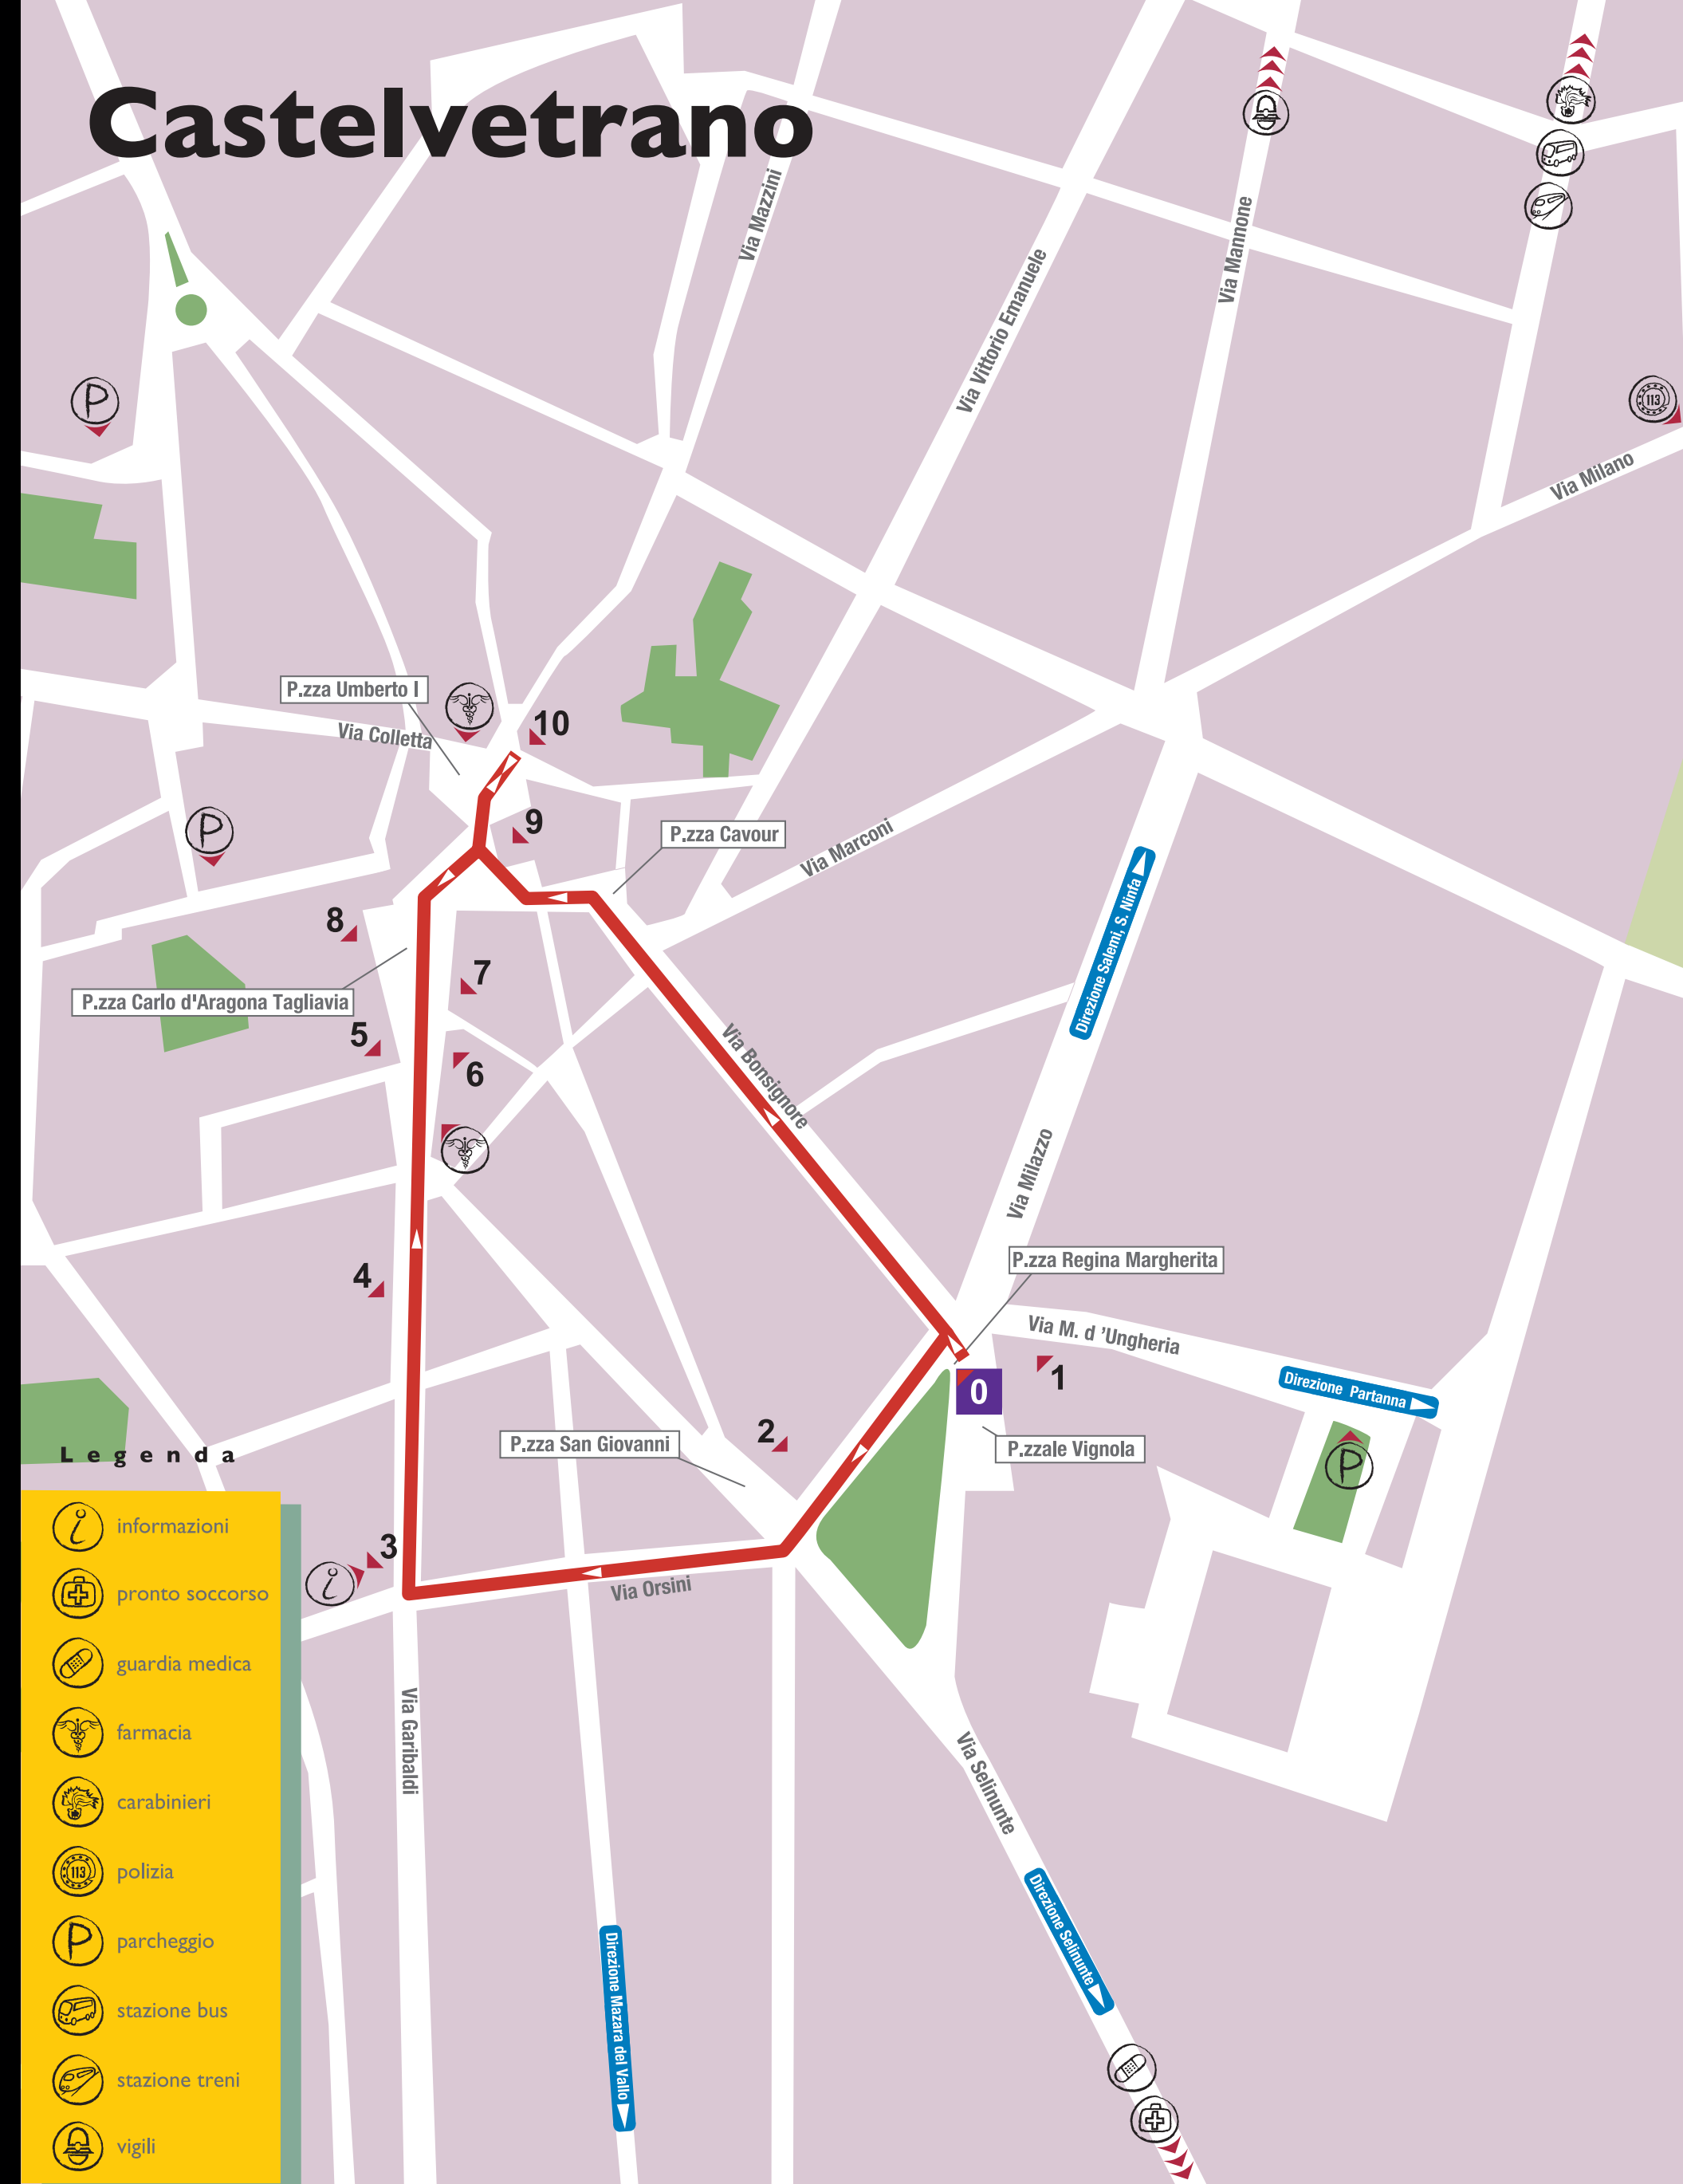 Castelvetrano
Via Mazzini
Via Vittorio Emanuele
Via Mannone
113
Via Milano
P
P.zza Umberto I
Via Colletta
10
9
P.zza Cavour
Via Marconi
P
8
7
P.zza Carlo d'Aragona Tagliavia
5
6
Direzione Salemi, S. Ninfa
Via Bonsignore
Via Milazzo
P.zza Regina Margherita
4
Via M. d 'Ungheria
1
0
Direzione Partanna
2
P.zza San Giovanni
P.zzale Vignola
P
3
i
Via Orsini
Via Garibaldi
Via Selinunte
Direzione Selinunte
Direzione Mazara del Vallo
Legenda
i informazioni
pronto soccorso
guardia medica
farmacia
carabinieri
113 polizia
P parcheggio
stazione bus
stazione treni
vigili